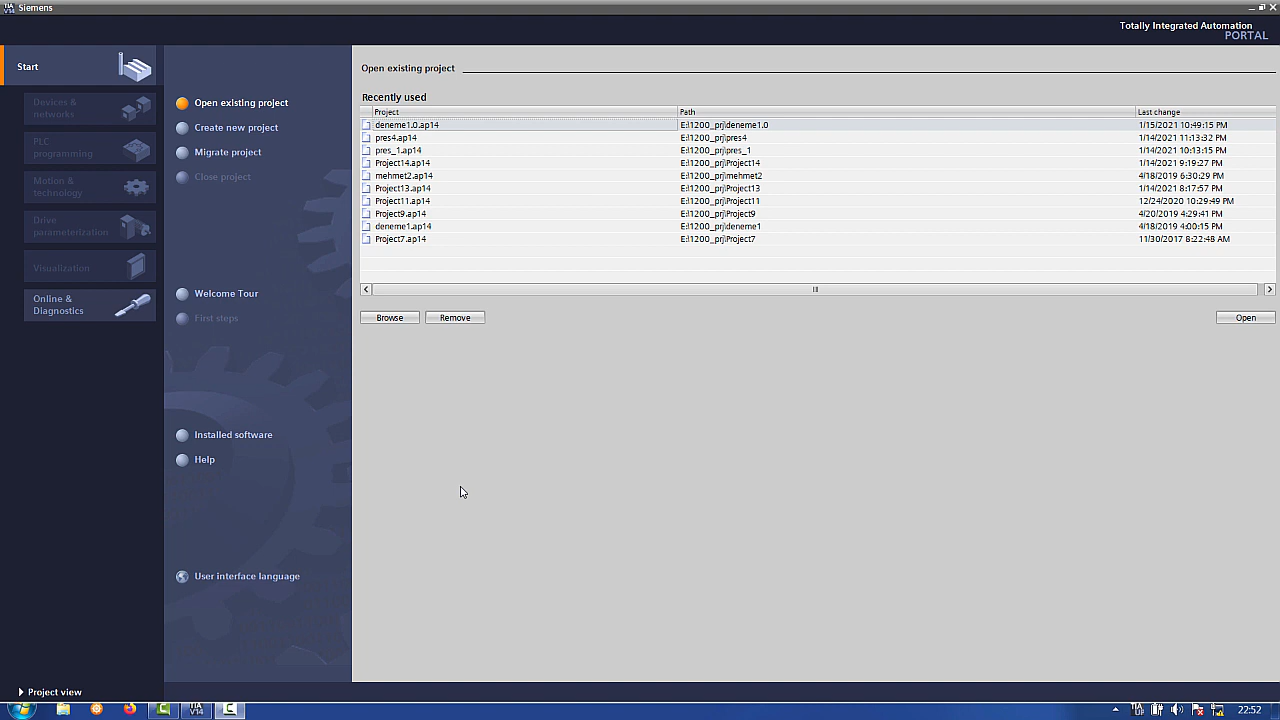 TIA V14 Siemens
Totally Integrated Automation
PORTAL
Start
Devices & networks
PLC programming
Motion & technology
Drive parameterization
Visualization
Online & Diagnostics
Open existing project
Create new project
Migrate project
Close project
Welcome Tour
First steps
Installed software
Help
User interface language
Open existing project
Recently used
Project Path Last change
deneme1.0.ap14 E:\1200_prj\deneme1.0 1/15/2021 10:49:15 PM
pres4.ap14 E:\1200_prj\pres4 1/14/2021 11:13:32 PM
pres_1.ap14 E:\1200_prj\pres_1 1/14/2021 10:13:15 PM
Project14.ap14 E:\1200_prj\Project14 1/14/2021 9:19:27 PM
mehmet2.ap14 E:\1200_prj\mehmet2 4/18/2019 6:30:29 PM
Project13.ap14 E:\1200_prj\Project13 1/14/2021 8:17:57 PM
Project11.ap14 E:\1200_prj\Project11 12/24/2020 10:29:49 PM
Project9.ap14 E:\1200_prj\Project9 4/20/2019 4:29:41 PM
deneme1.ap14 E:\1200_prj\deneme1 4/18/2019 4:00:15 PM
Project7.ap14 E:\1200_prj\Project7 11/30/2017 8:22:48 AM
Browse Remove Open
Project view
TIA V14
22:52